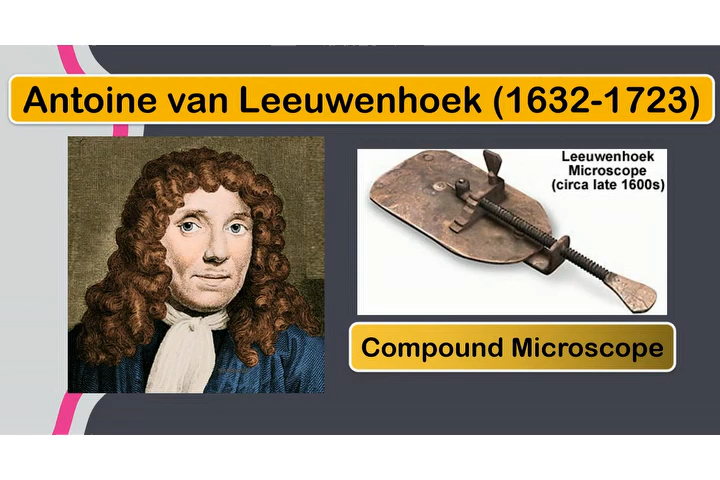 Antoine van Leeuwenhoek (1632-1723)
Leeuwenhoek
Microscope
(circa late 1600s)
Compound Microscope